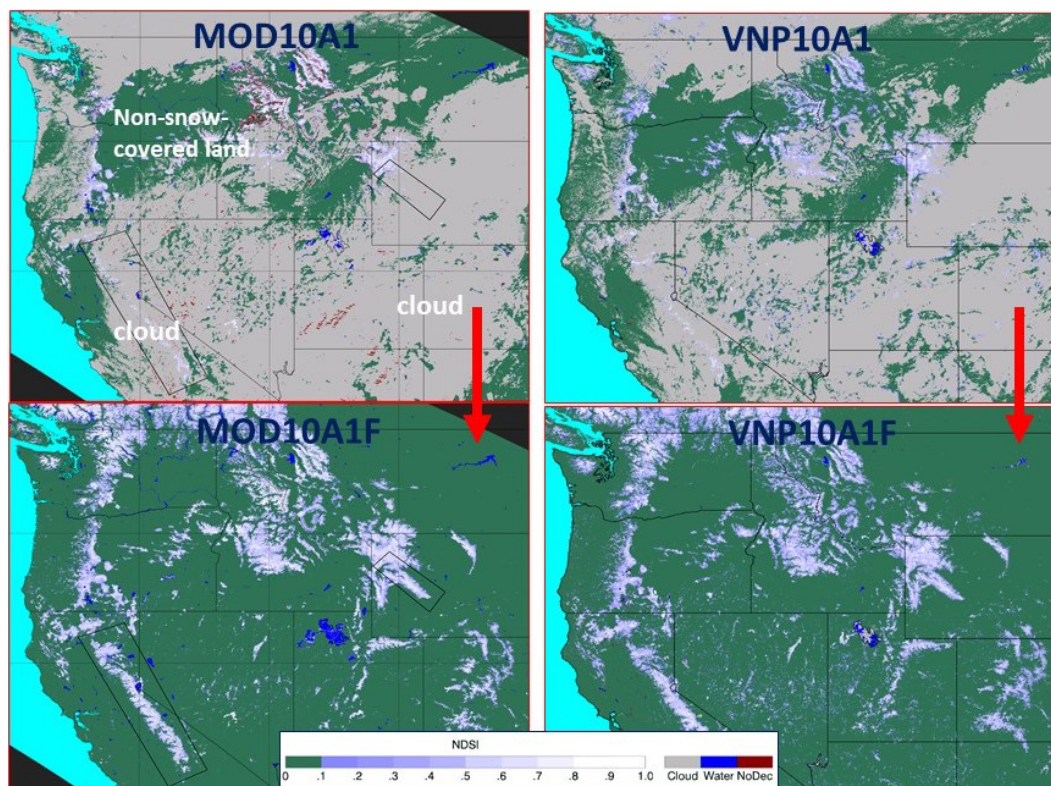 MOD10A1
VNP10A1
Non-snow-
covered land
cloud
cloud
MOD10A1F
VNP10A1F
NDSI
0 .1 .2 .3 .4 .5 .6 .7 .8 .9 1.0
Cloud Water NoDec